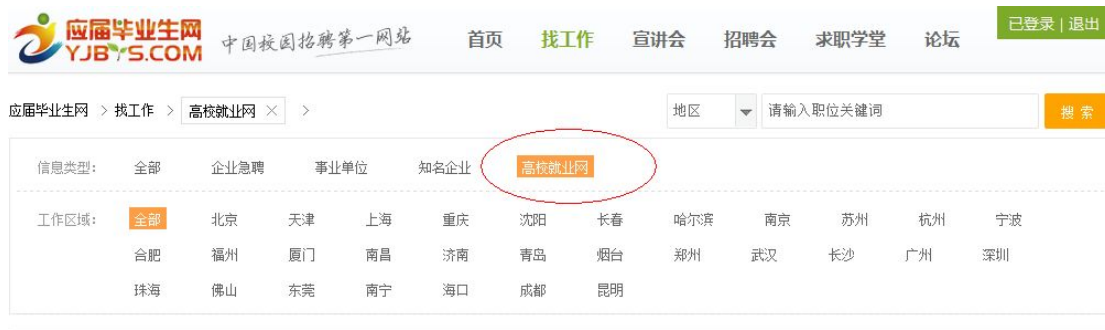 应届毕业生网
YJBYS.COM
中国校园招聘第一网站
首页 找工作 宣讲会 招聘会 求职学堂 论坛
已登录 | 退出
应届毕业生网 > 找工作 > 高校就业网 × >
地区 请输入职位关键词 搜索
信息类型: 全部 企业急聘 事业单位 知名企业 高校就业网
工作区域: 全部 北京 天津 上海 重庆 沈阳 长春 哈尔滨 南京 苏州 杭州 宁波
合肥 福州 厦门 南昌 济南 青岛 烟台 郑州 武汉 长沙 广州 深圳
珠海 佛山 东莞 南宁 海口 成都 昆明